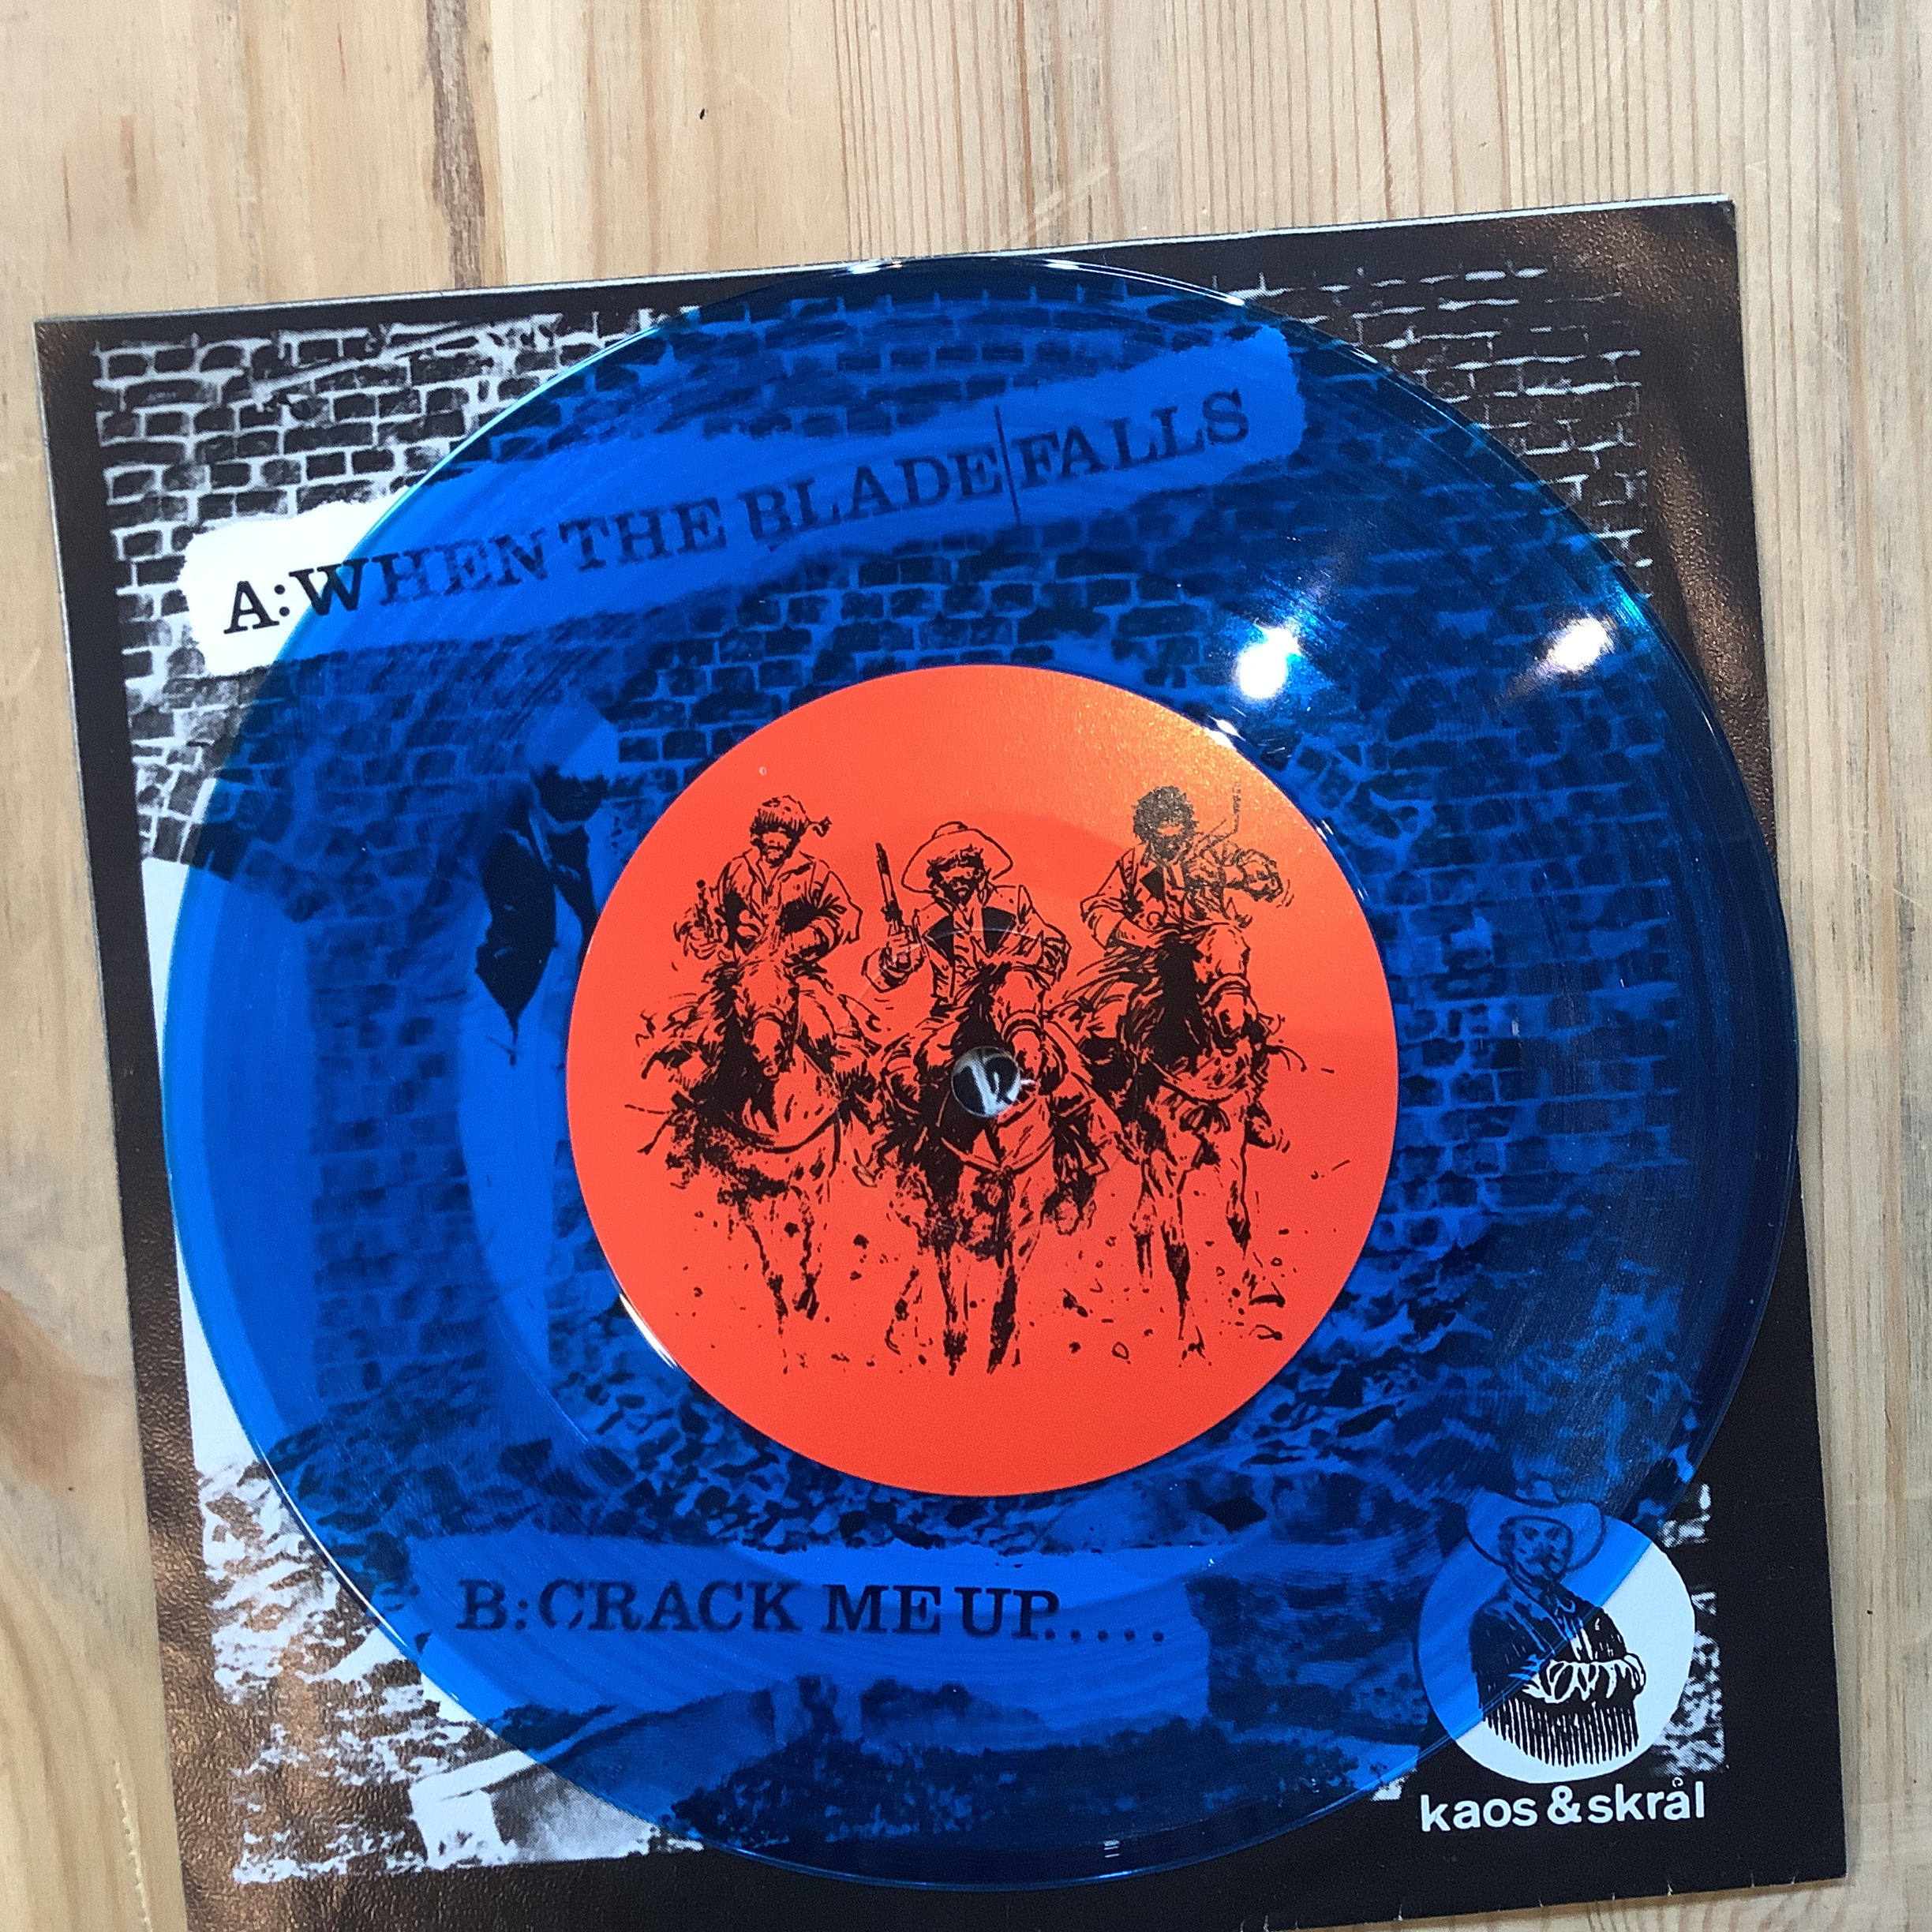 A: WHEN THE BLADE FALLS
B: CRACK ME UP.....
kaos & skrål